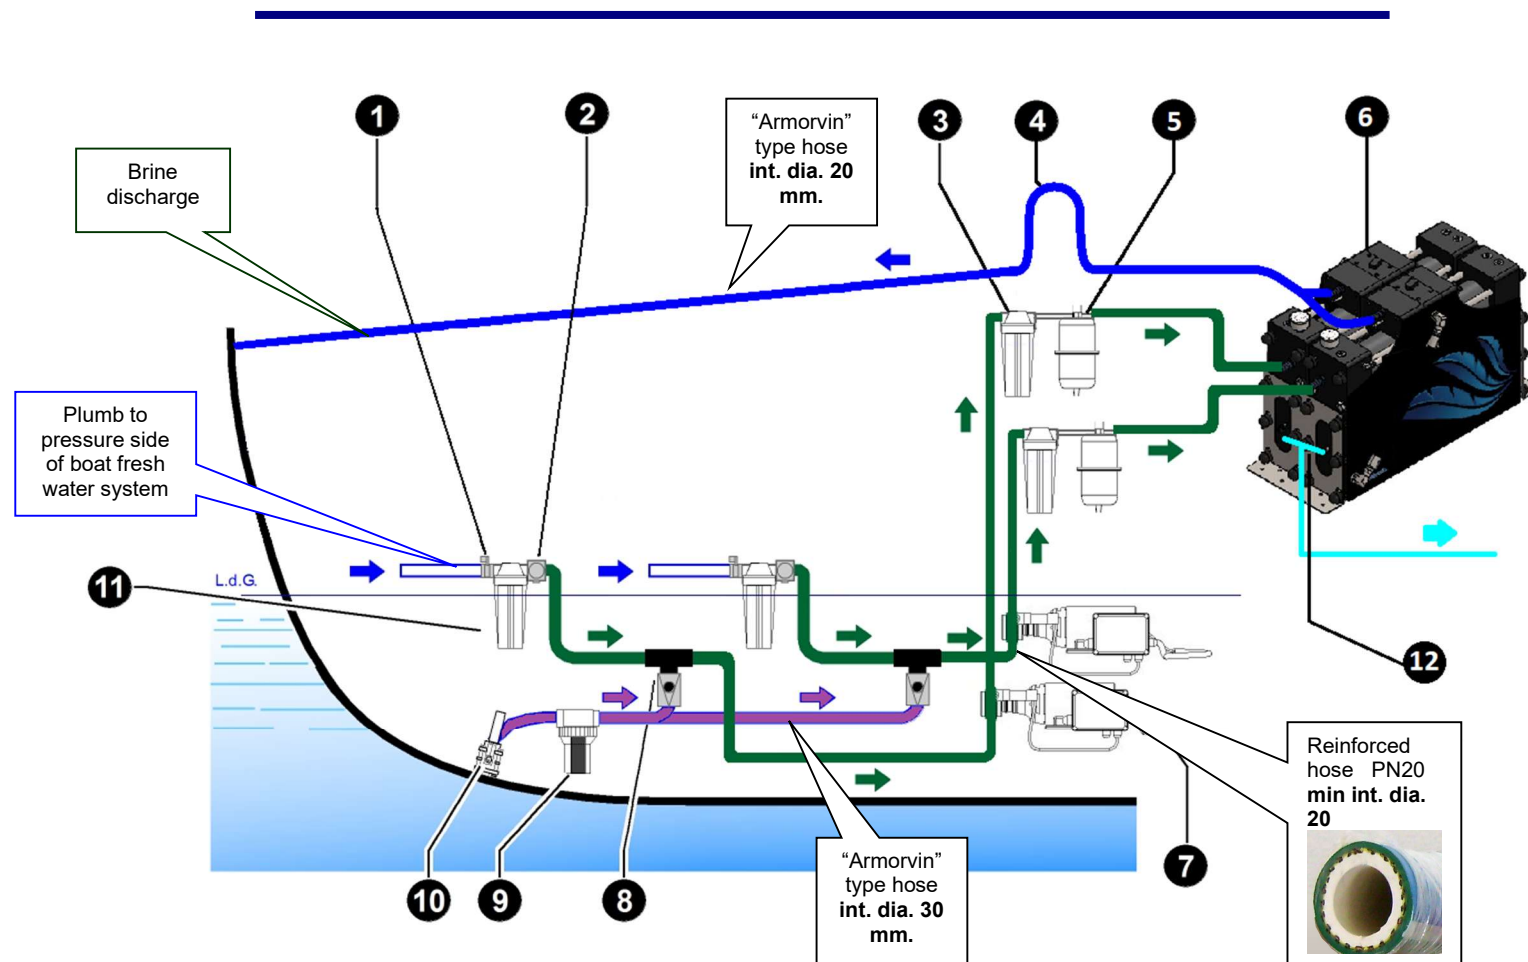 1
2
3
4
5
6
Brine
discharge
“Armorvin”
type hose
int. dia. 20
mm.
Plumb to
pressure side
of boat fresh
water system
L.d.G.
11
12
Reinforced
hose PN20
min int. dia.
20
“Armorvin”
type hose
int. dia. 30
mm.
10
9
8
7